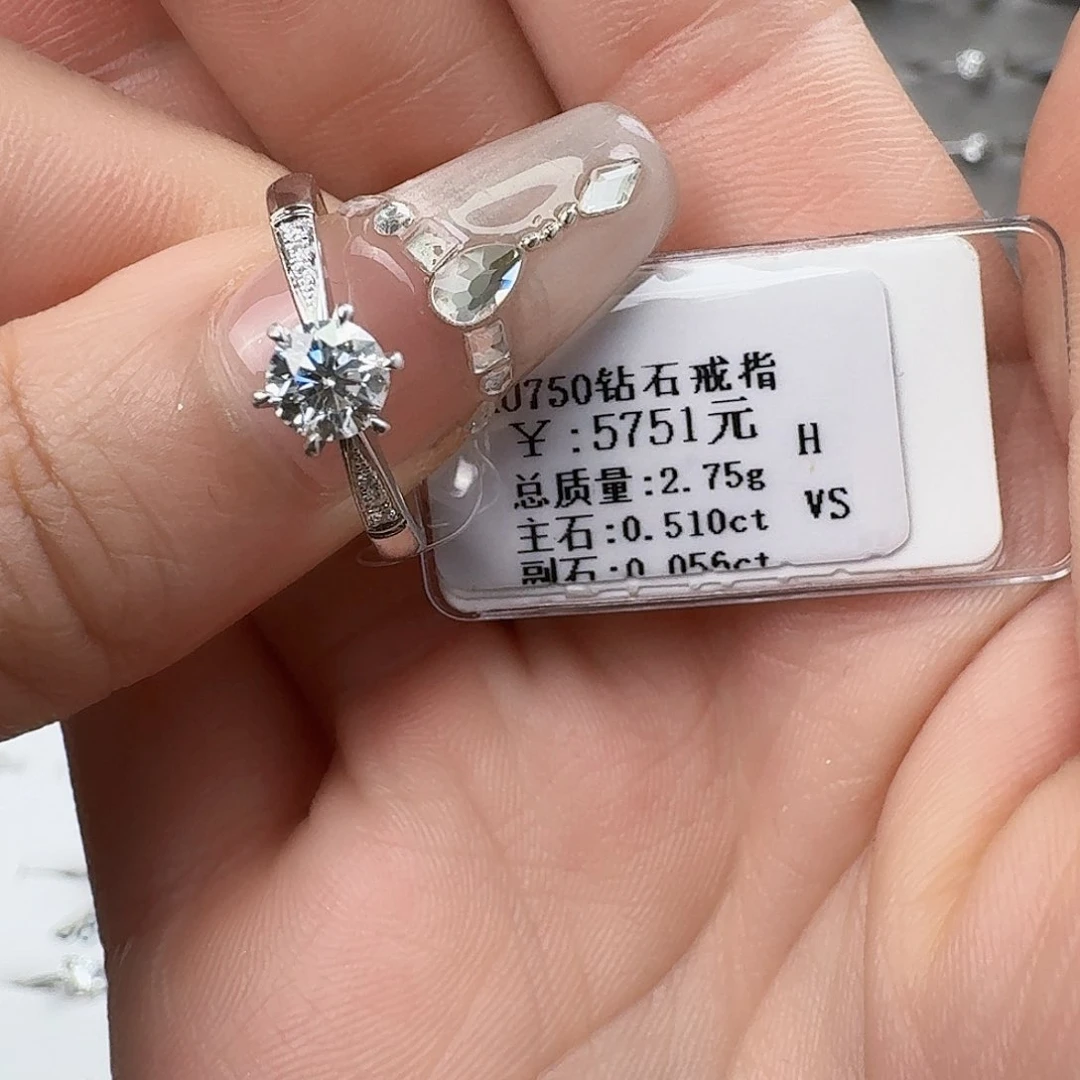 U750钻石戒指
￥:5751元 H
总质量:2.75g
主石:0.510ct VS
副石:0.056ct